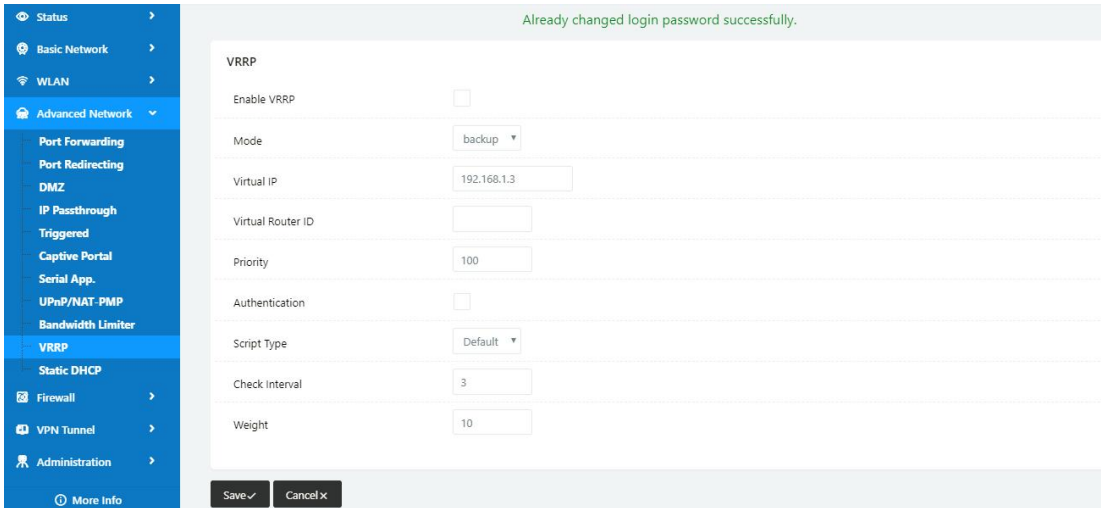 Status
Basic Network
WLAN
Advanced Network
Port Forwarding
Port Redirecting
DMZ
IP Passthrough
Triggered
Captive Portal
Serial App.
UPnP/NAT-PMP
Bandwidth Limiter
VRRP
Static DHCP
Firewall
VPN Tunnel
Administration
More Info
Already changed login password successfully.
VRRP
Enable VRRP
Mode backup
Virtual IP 192.168.1.3
Virtual Router ID
Priority 100
Authentication
Script Type Default
Check Interval 3
Weight 10
Save Cancel